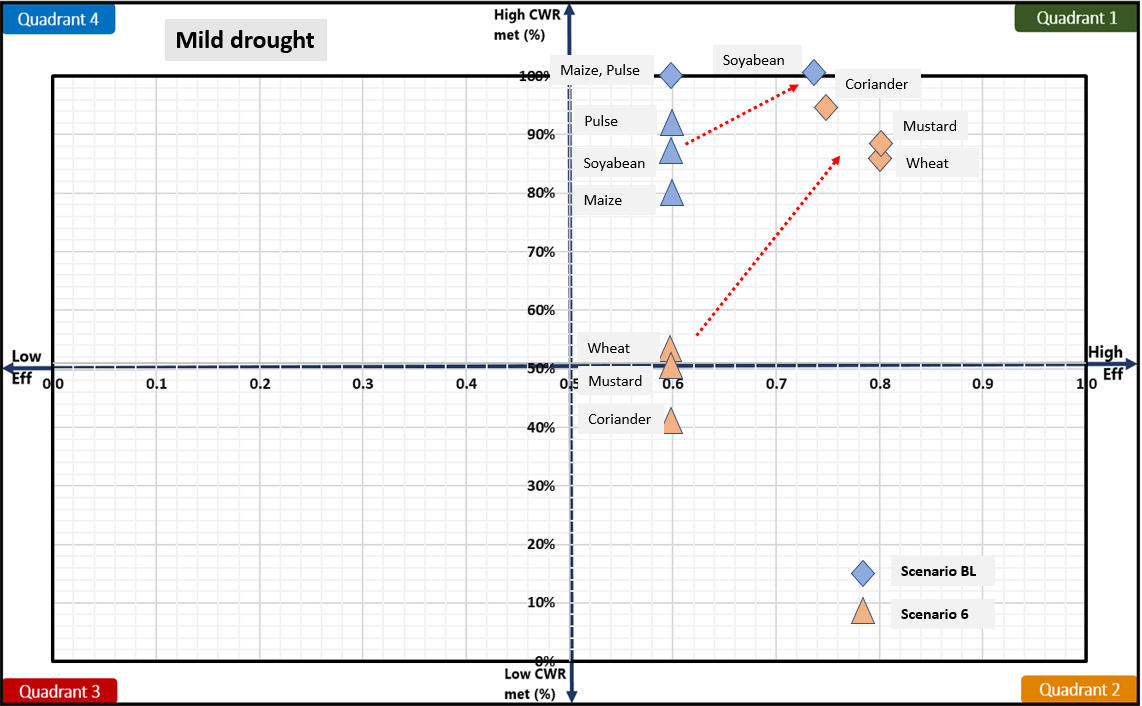 Quadrant 4
Mild drought
High CWR
met (%)
Quadrant 1
Maize, Pulse
Soyabean
100%
Coriander
Pulse
90%
Mustard
Soyabean
Wheat
80%
Maize
70%
60%
Wheat
Low
Eff
High
Eff
50%
0.0 0.1 0.2 0.3 0.4 0.5 0.6 0.7 0.8 0.9 1.0
Mustard
40%
Coriander
30%
20%
Scenario BL
10%
Scenario 6
0%
Low CWR
met (%)
Quadrant 3
Quadrant 2